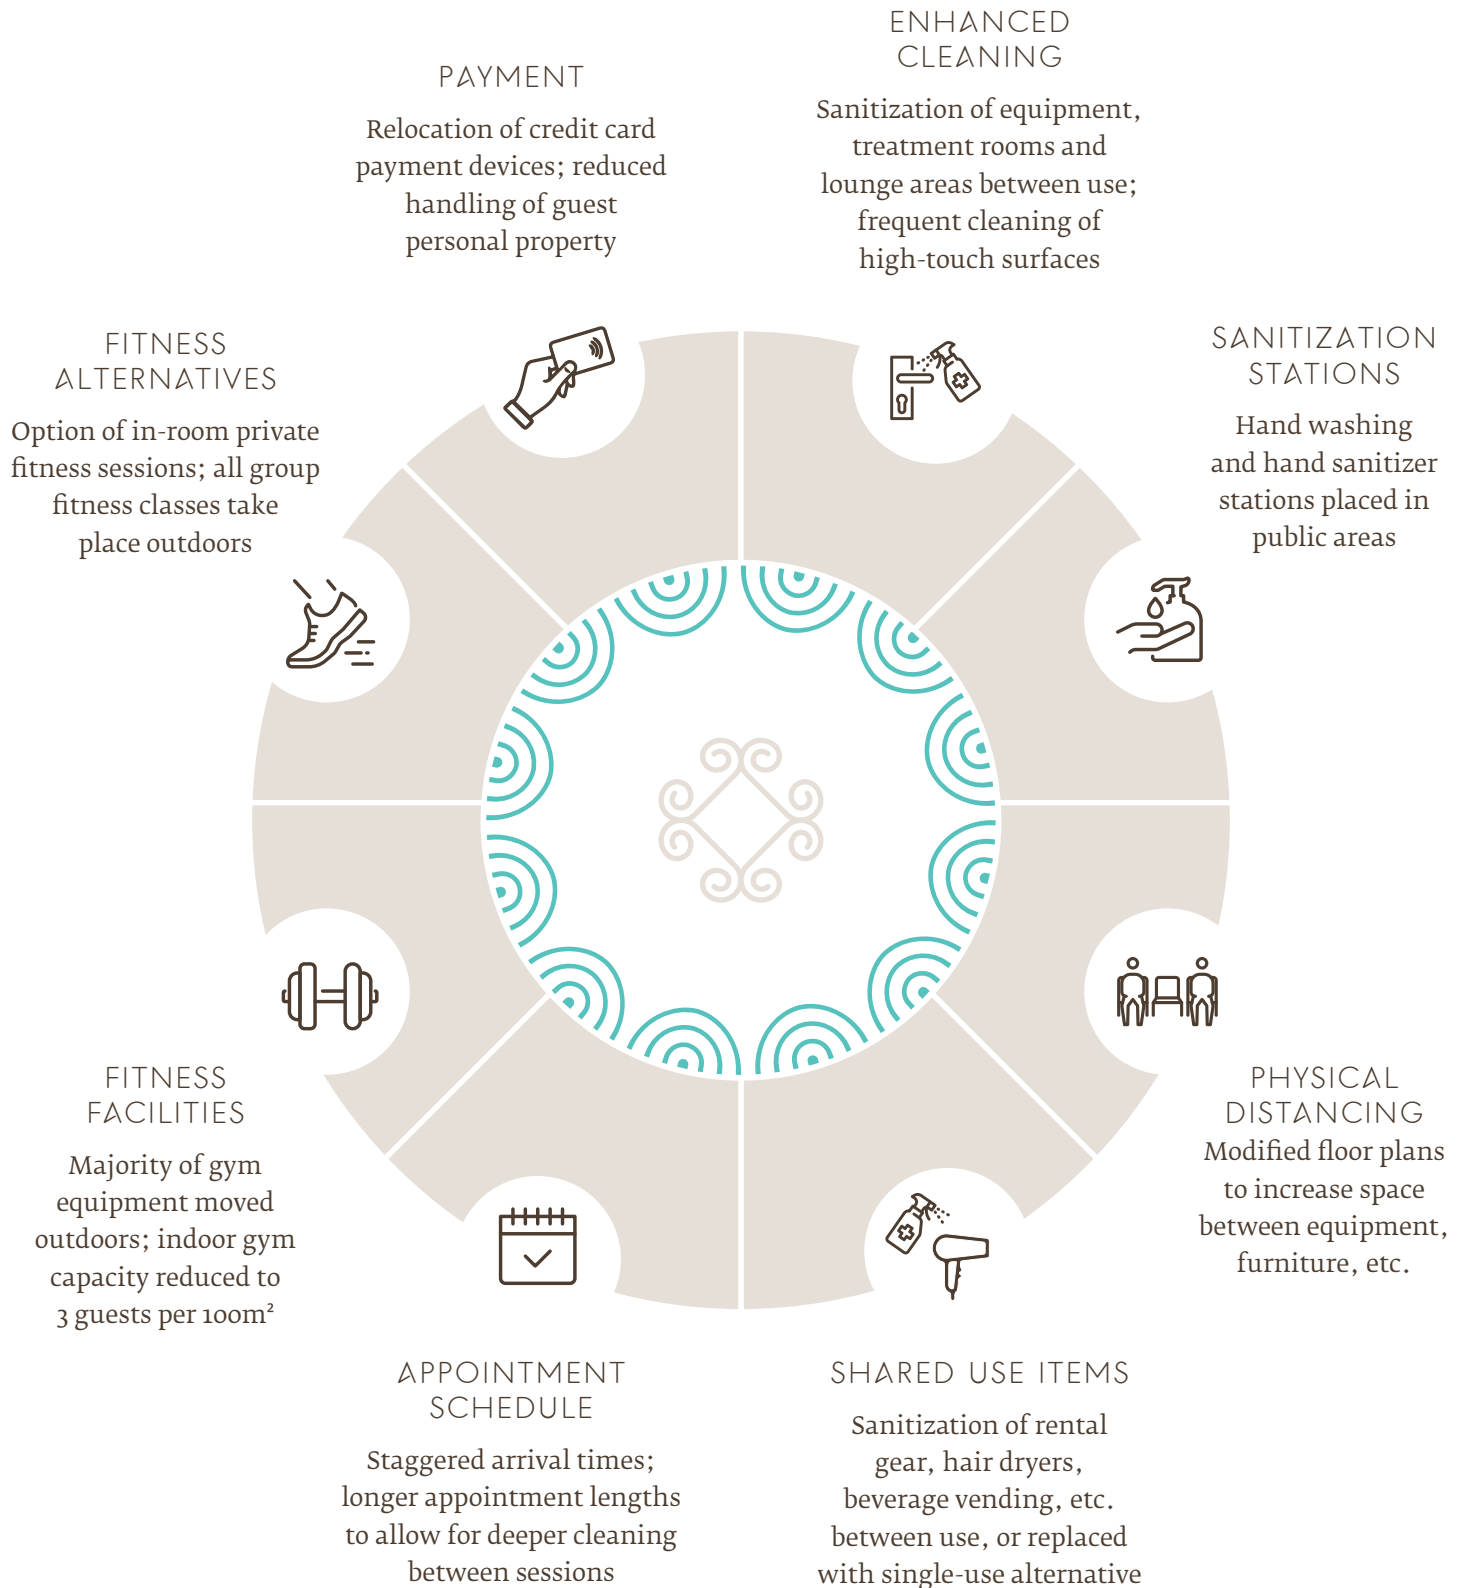 PAYMENT
Relocation of credit card
payment devices; reduced
handling of guest
personal property
ENHANCED
CLEANING
Sanitization of equipment,
treatment rooms and
lounge areas between use;
frequent cleaning of
high-touch surfaces
FITNESS
ALTERNATIVES
Option of in-room private
fitness sessions; all group
fitness classes take
place outdoors
SANITIZATION
STATIONS
Hand washing
and hand sanitizer
stations placed in
public areas
FITNESS
FACILITIES
Majority of gym
equipment moved
outdoors; indoor gym
capacity reduced to
3 guests per 100m²
PHYSICAL
DISTANCING
Modified floor plans
to increase space
between equipment,
furniture, etc.
APPOINTMENT
SCHEDULE
Staggered arrival times;
longer appointment lengths
to allow for deeper cleaning
between sessions
SHARED USE ITEMS
Sanitization of rental
gear, hair dryers,
beverage vending, etc.
between use, or replaced
with single-use alternative